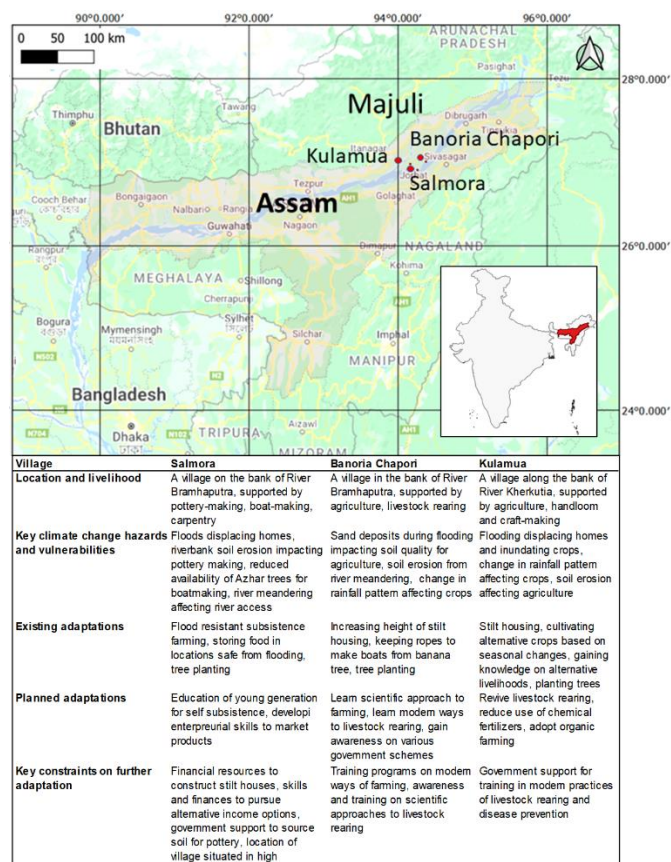 90°0.000'
92°0.000'
94°0.000'
96°0.000'
0 50 100 km
ARUNACHAL
PRADESH
Pasighat
Tezu
28°0.000'
Thimphu
Tawang
Majuli
Bhutan
Itanagar
Dibrugarh
Tinsukia
Banoria Chapori
Kulamua
Sivasagar
Jorhat
Salmora
Cooch Behar
Bongaigaon
Nalbari
Rangia
Tezpur
Assam
AH1
Golaghat
Guwahati
Nagaon
Rangpur
Dimapur
NAGALAND
26°0.000'
Kohima
MEGHALAYA
Shillong
Cherrapunji
AH1
Bogura
Mymensingh
Sylhet
Silchar
Imphal
N502
N2
MANIPUR
Bangladesh
24°0.000'
Dhaka
N102
TRIPURA
Aizawl
AH1
N704
MIZORAM
Village Salmora Banoria Chapori Kulamua
Location and livelihood A village on the bank of River A village in the bank of River A village along the bank of
Bramhaputra, supported by Bramhaputra, supported by River Kherkutia, supported
pottery-making, boat-making, agriculture, livestock rearing by agriculture, handloom
carpentry and craft-making
Key climate change hazards Floods displacing homes, Sand deposits during flooding Flooding displacing homes
and vulnerabilities riverbank soil erosion impacting impacting soil quality for and inundating crops,
pottery making, reduced agriculture, soil erosion from change in rainfall pattern
availability of Azhar trees for river meandering, change in affecting crops, soil erosion
boatmaking, river meandering rainfall pattern affecting crops affecting agriculture
affecting river access
Existing adaptations Flood resistant subsistence Increasing height of stilt Stilt housing, cultivating
farming, storing food in housing, keeping ropes to alternative crops based on
locations safe from flooding, make boats from banana seasonal changes, gaining
tree planting tree, tree planting knowledge on alternative
livelihoods, planting trees
Planned adaptations Education of young generation Learn scientific approach to Revive livestock rearing,
for self subsistence, developi farming, learn modern ways reduce use of chemical
enterpreurial skills to market to livestock rearing, gain fertilizers, adopt organic
products awareness on various farming
government schemes
Key constraints on further Financial resources to Training programs on modern Government support for
adaptation construct stilt houses, skills ways of farming, awareness training in modern practices
and finances to pursue and training on scientific of livestock rearing and
alternative income options, approaches to livestock disease prevention
government support to source rearing
soil for pottery, location of
village situated in high